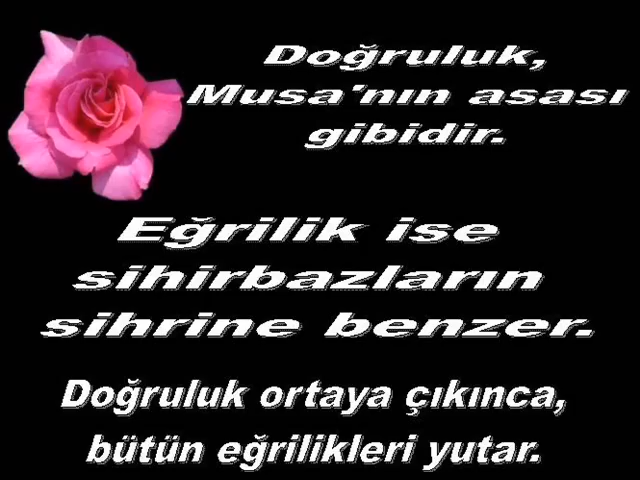 Doğruluk,
Musa'nın asası
gibidir.
Eğrilik ise
sihirbazların
sihrine benzer.
Doğruluk ortaya çıkınca,
bütün eğrilikleri yutar.